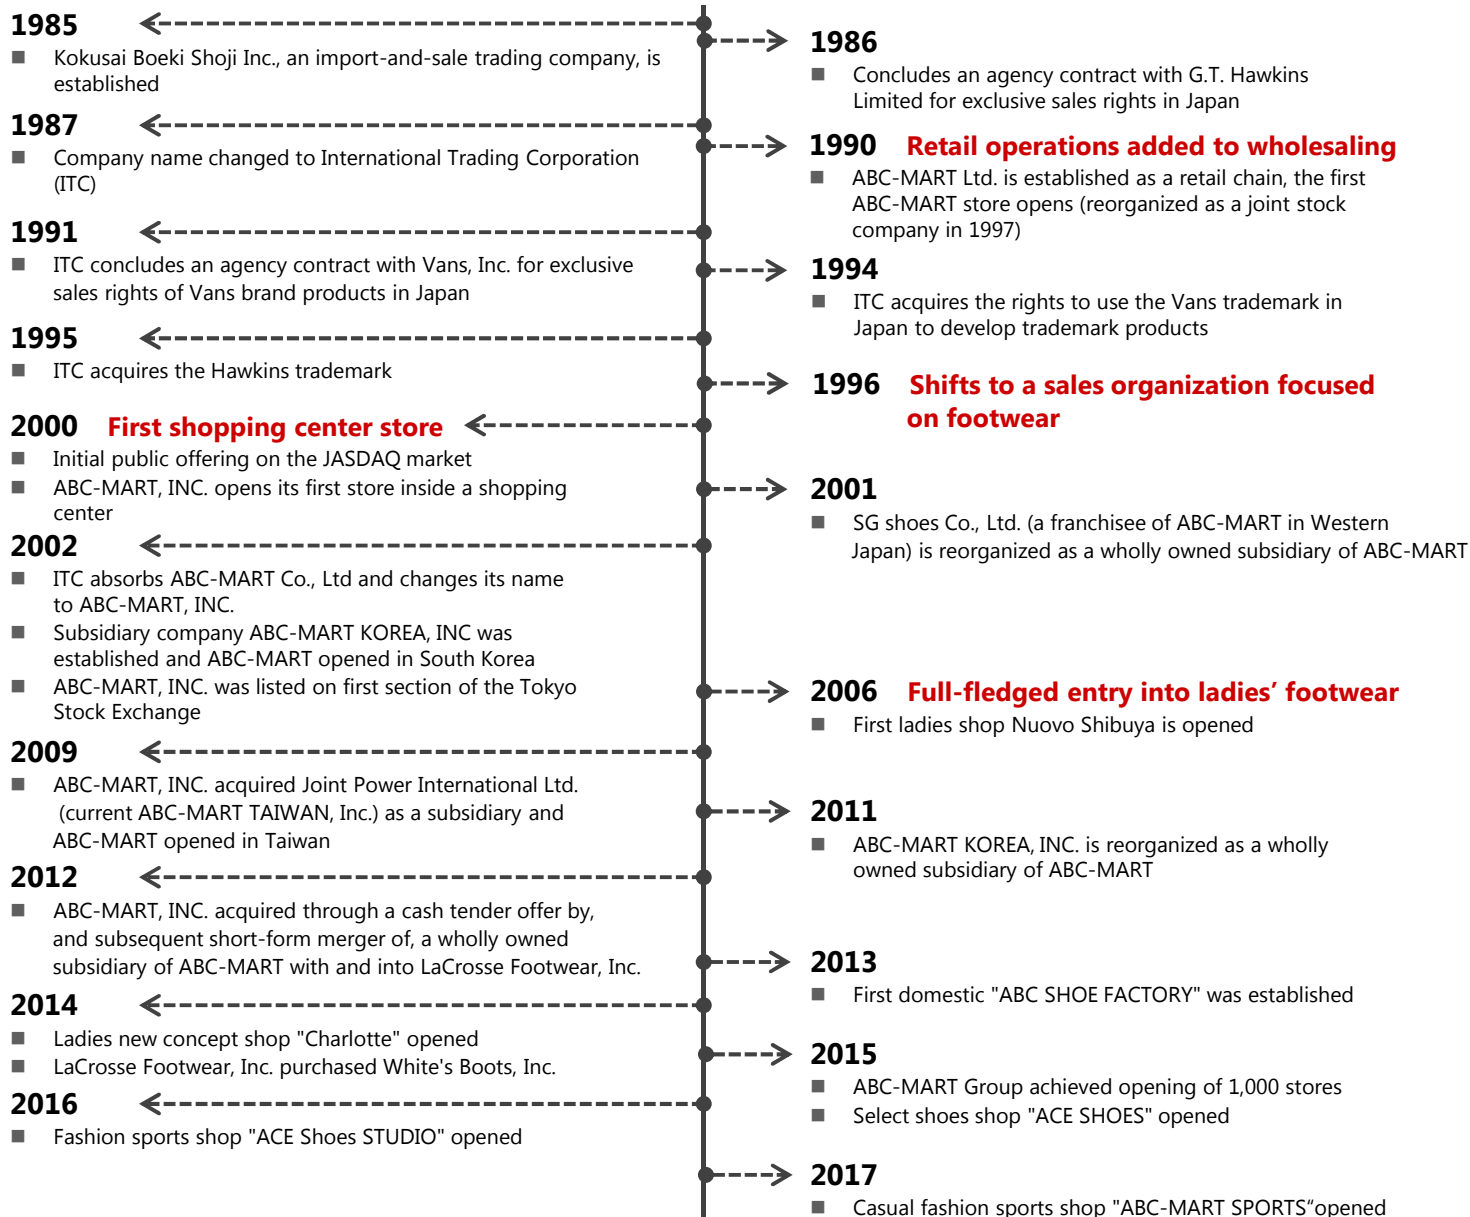 1985
■ Kokusai Boeki Shoji Inc., an import-and-sale trading company, is
established
1986
■ Concludes an agency contract with G.T. Hawkins
Limited for exclusive sales rights in Japan
1987
■ Company name changed to International Trading Corporation
(ITC)
1990 Retail operations added to wholesaling
■ ABC-MART Ltd. is established as a retail chain, the first
ABC-MART store opens (reorganized as a joint stock
company in 1997)
1991
■ ITC concludes an agency contract with Vans, Inc. for exclusive
sales rights of Vans brand products in Japan
1994
■ ITC acquires the rights to use the Vans trademark in
Japan to develop trademark products
1995
■ ITC acquires the Hawkins trademark
1996 Shifts to a sales organization focused
on footwear
2000 First shopping center store
■ Initial public offering on the JASDAQ market
■ ABC-MART, INC. opens its first store inside a shopping
center
2001
■ SG shoes Co., Ltd. (a franchisee of ABC-MART in Western
Japan) is reorganized as a wholly owned subsidiary of ABC-MART
2002
■ ITC absorbs ABC-MART Co., Ltd and changes its name
to ABC-MART, INC.
■ Subsidiary company ABC-MART KOREA, INC was
established and ABC-MART opened in South Korea
■ ABC-MART, INC. was listed on first section of the Tokyo
Stock Exchange
2006 Full-fledged entry into ladies’ footwear
■ First ladies shop Nuovo Shibuya is opened
2009
■ ABC-MART, INC. acquired Joint Power International Ltd.
(current ABC-MART TAIWAN, Inc.) as a subsidiary and
ABC-MART opened in Taiwan
2011
■ ABC-MART KOREA, INC. is reorganized as a wholly
owned subsidiary of ABC-MART
2012
■ ABC-MART, INC. acquired through a cash tender offer by,
and subsequent short-form merger of, a wholly owned
subsidiary of ABC-MART with and into LaCrosse Footwear, Inc.
2013
■ First domestic "ABC SHOE FACTORY" was established
2014
■ Ladies new concept shop "Charlotte" opened
■ LaCrosse Footwear, Inc. purchased White's Boots, Inc.
2015
■ ABC-MART Group achieved opening of 1,000 stores
■ Select shoes shop "ACE SHOES" opened
2016
■ Fashion sports shop "ACE Shoes STUDIO" opened
2017
■ Casual fashion sports shop "ABC-MART SPORTS“opened